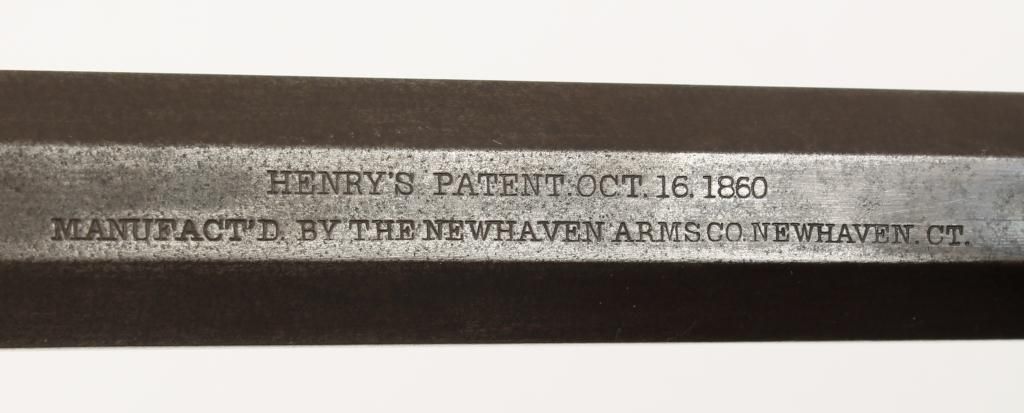 HENRY'S PATENT. OCT. 16. 1860
MANUFACT'D. BY THE NEWHAVEN ARMS. CO. NEWHAVEN. CT.